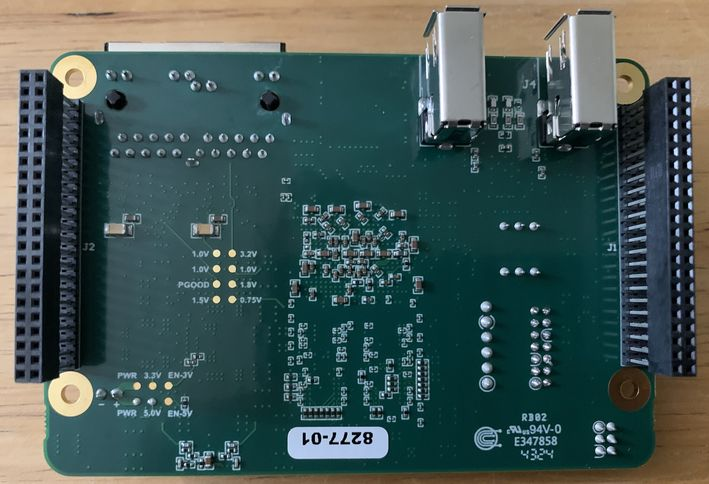 J4
J2
J1
1.0V 3.2V
1.0V 1.0V
PGOOD 1.8V
1.5V 0.75V
PWR 3.3V EN-3V
- +
PWR 5.0V EN-5V
8277-01
RB02
94V-0
E347858
4324